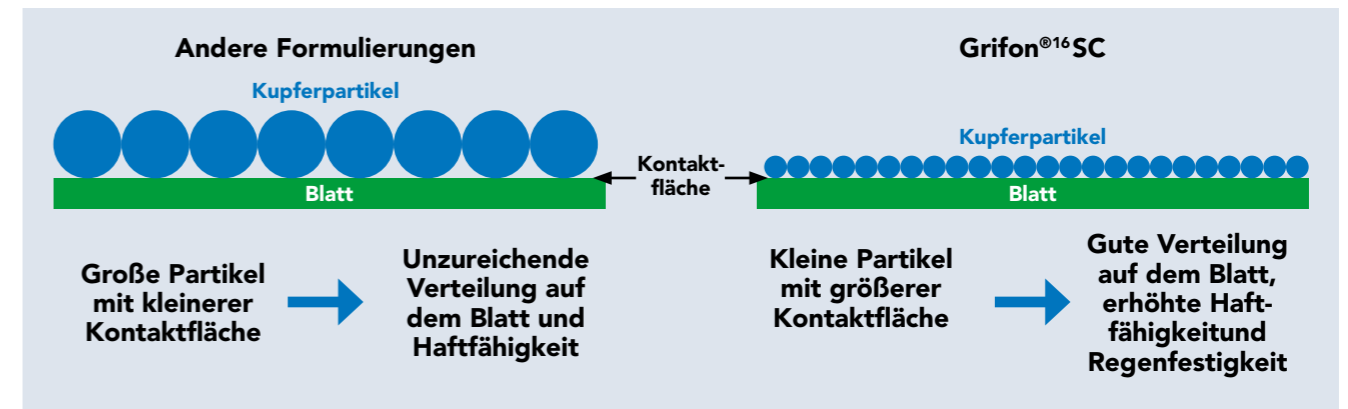 Andere Formulierungen
Kupferpartikel
Blatt
Große Partikel
mit kleinerer
Kontaktfläche
Unzureichende
Verteilung auf
dem Blatt und
Haftfähigkeit
Kontakt-
fläche
Grifon®16SC
Kupferpartikel
Blatt
Kleine Partikel
mit größerer
Kontaktfläche
Gute Verteilung
auf dem Blatt,
erhöhte Haft-
fähigkeitund
Regenfestigkeit